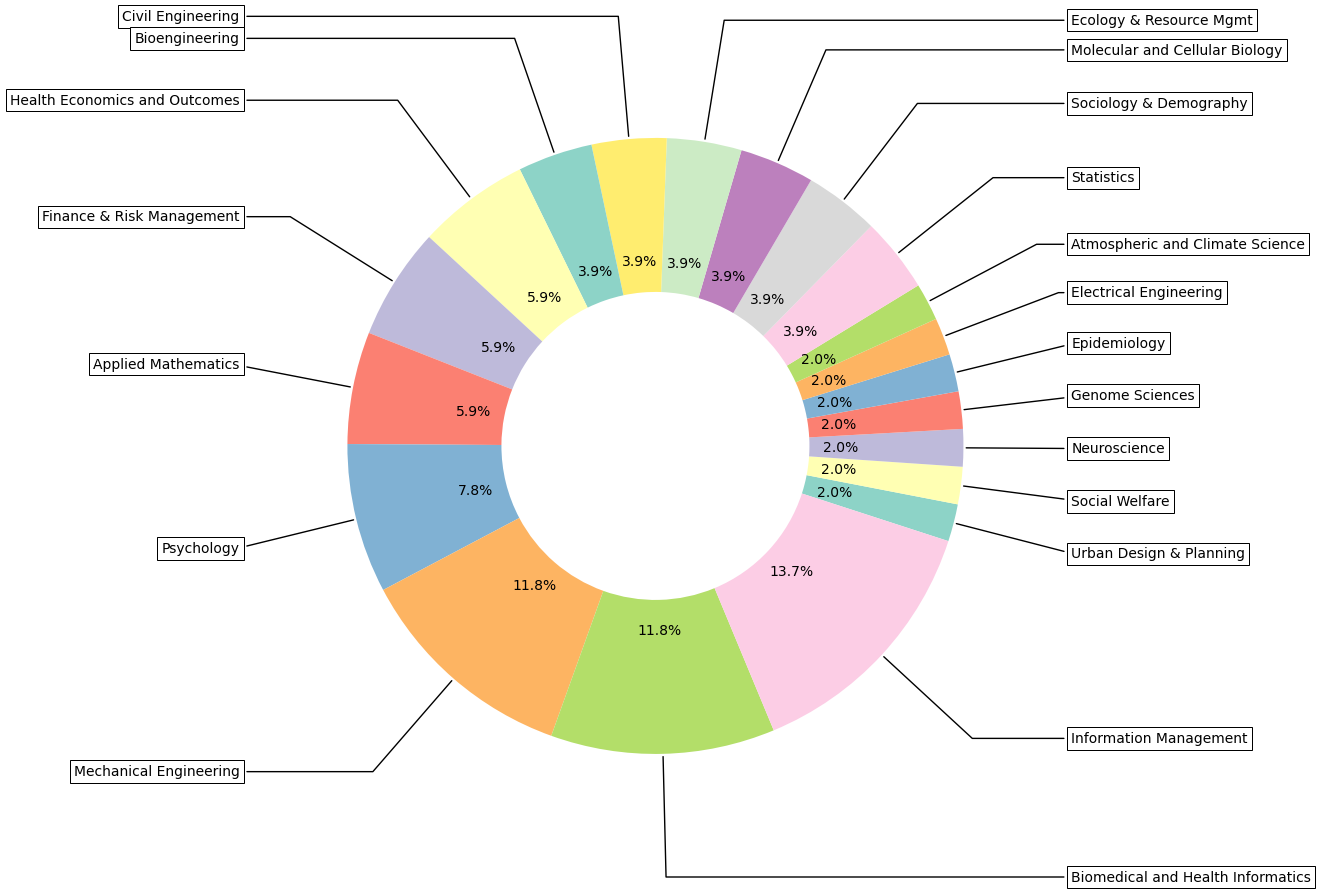 Civil Engineering
Ecology & Resource Mgmt
Bioengineering
Molecular and Cellular Biology
Health Economics and Outcomes
Sociology & Demography
Statistics
Finance & Risk Management
Atmospheric and Climate Science
3.9%
3.9%
3.9%
3.9%
Electrical Engineering
5.9%
3.9%
3.9%
Epidemiology
5.9%
2.0%
Applied Mathematics
2.0%
Genome Sciences
2.0%
5.9%
2.0%
2.0%
Neuroscience
2.0%
7.8%
2.0%
Social Welfare
Psychology
Urban Design & Planning
13.7%
11.8%
11.8%
Information Management
Mechanical Engineering
Biomedical and Health Informatics